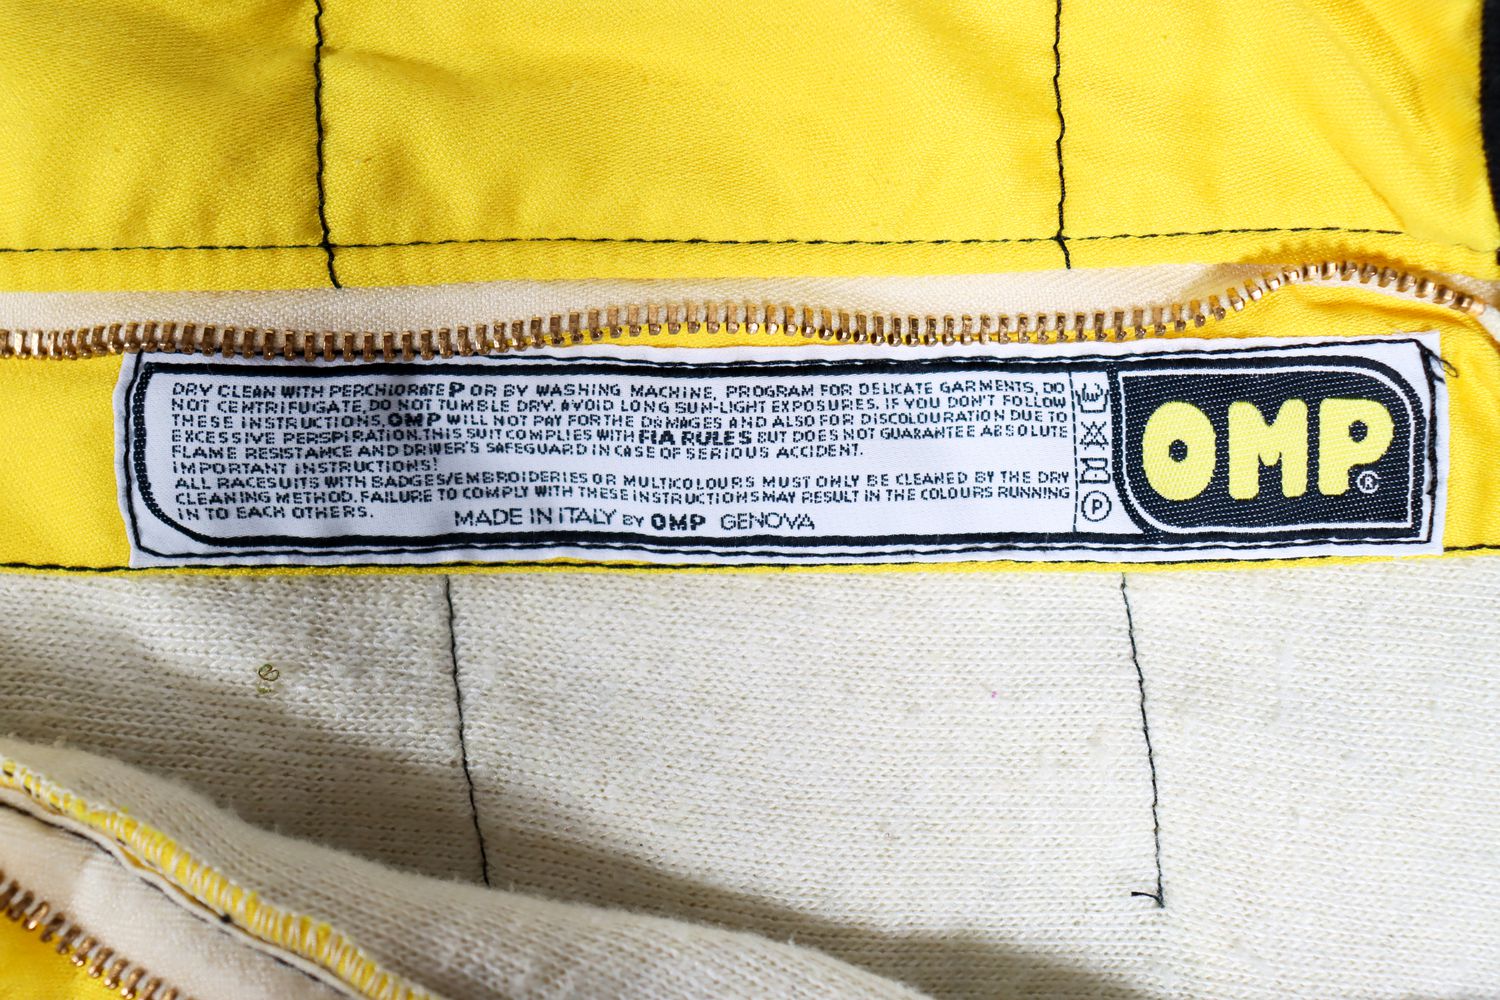 DRY CLEAN WITH PERCHLORATE P OR BY WASHING MACHINE, PROGRAM FOR DELICATE GARMENTS, DO
NOT CENTRIFUGATE, DO NOT TUMBLE DRY. AVOID LONG SUN-LIGHT EXPOSURES. IF YOU DON'T FOLLOW
THESE INSTRUCTIONS, OMP WILL NOT PAY FOR THE DAMAGES AND ALSO FOR DISCOLOURATION DUE TO
EXCESSIVE PERSPIRATION. THIS SUIT COMPLIES WITH FIA RULES BUT DOES NOT GUARANTEE ABSOLUTE
FLAME RESISTANCE AND DRIVER'S SAFEGUARD IN CASE OF SERIOUS ACCIDENT.
IMPORTANT INSTRUCTIONS!
ALL RACESUITS WITH BADGES/EMBROIDERIES OR MULTICOLOURS MUST ONLY BE CLEANED BY THE DRY
CLEANING METHOD. FAILURE TO COMPLY WITH THESE INSTRUCTIONS MAY RESULT IN THE COLOURS RUNNING
IN TO EACH OTHERS.
MADE IN ITALY BY OMP GENOVA
P
OMP®